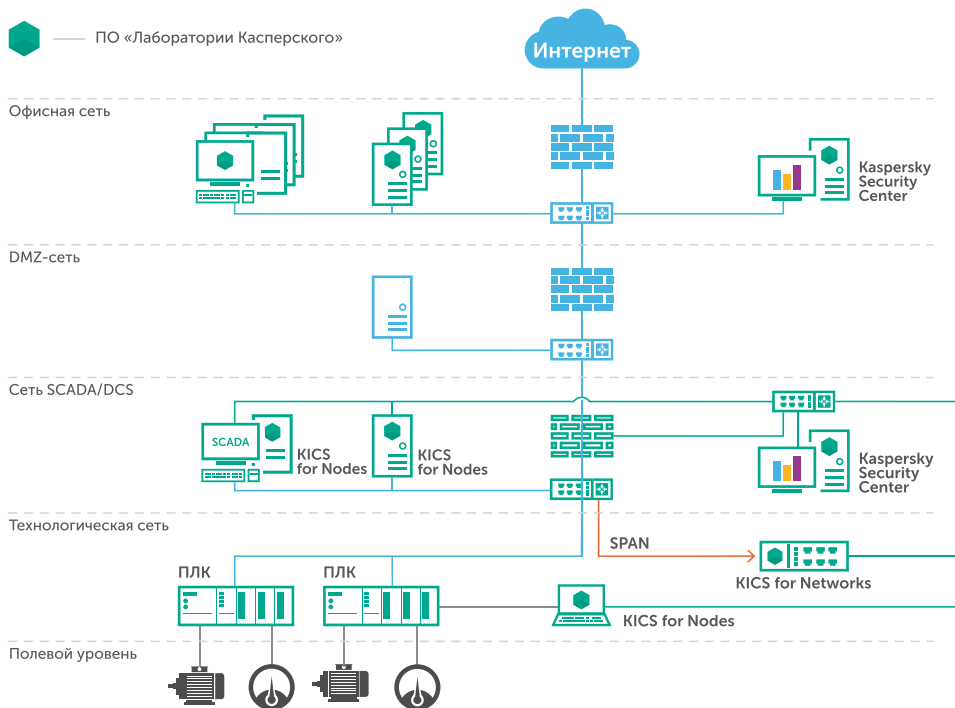 ПО «Лаборатории Касперского»
Интернет
Офисная сеть
Kaspersky
Security
Center
DMZ-сеть
Сеть SCADA/DCS
SCADA
KICS
for Nodes
KICS
for Nodes
Kaspersky
Security
Center
Технологическая сеть
SPAN
ПЛК
ПЛК
KICS for Networks
KICS for Nodes
Полевой уровень